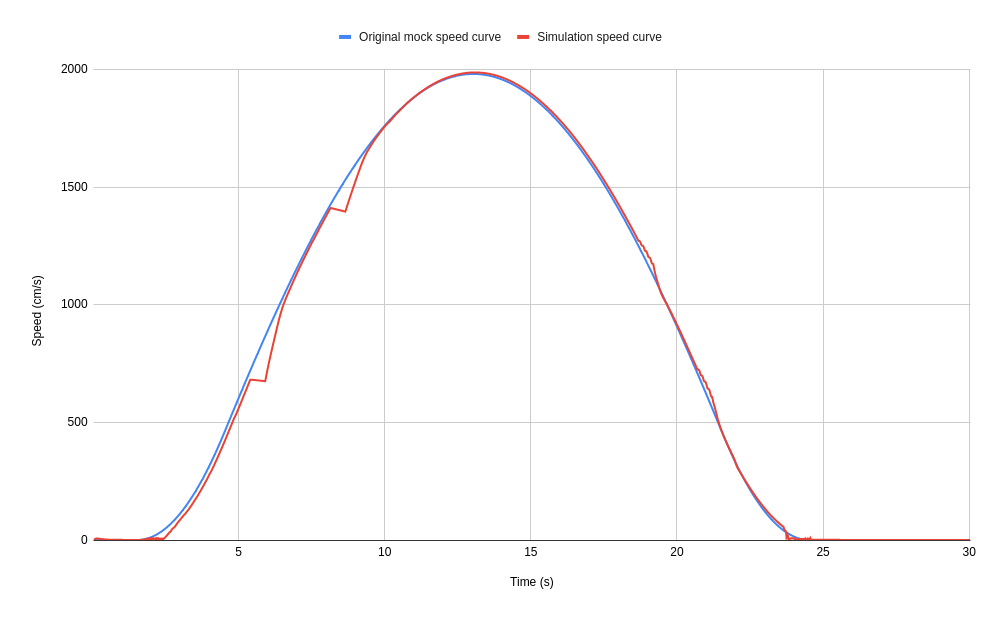 Original mock speed curve Simulation speed curve
2000
1500
1000
500
0
Speed (cm/s)
5 10 15 20 25 30
Time (s)